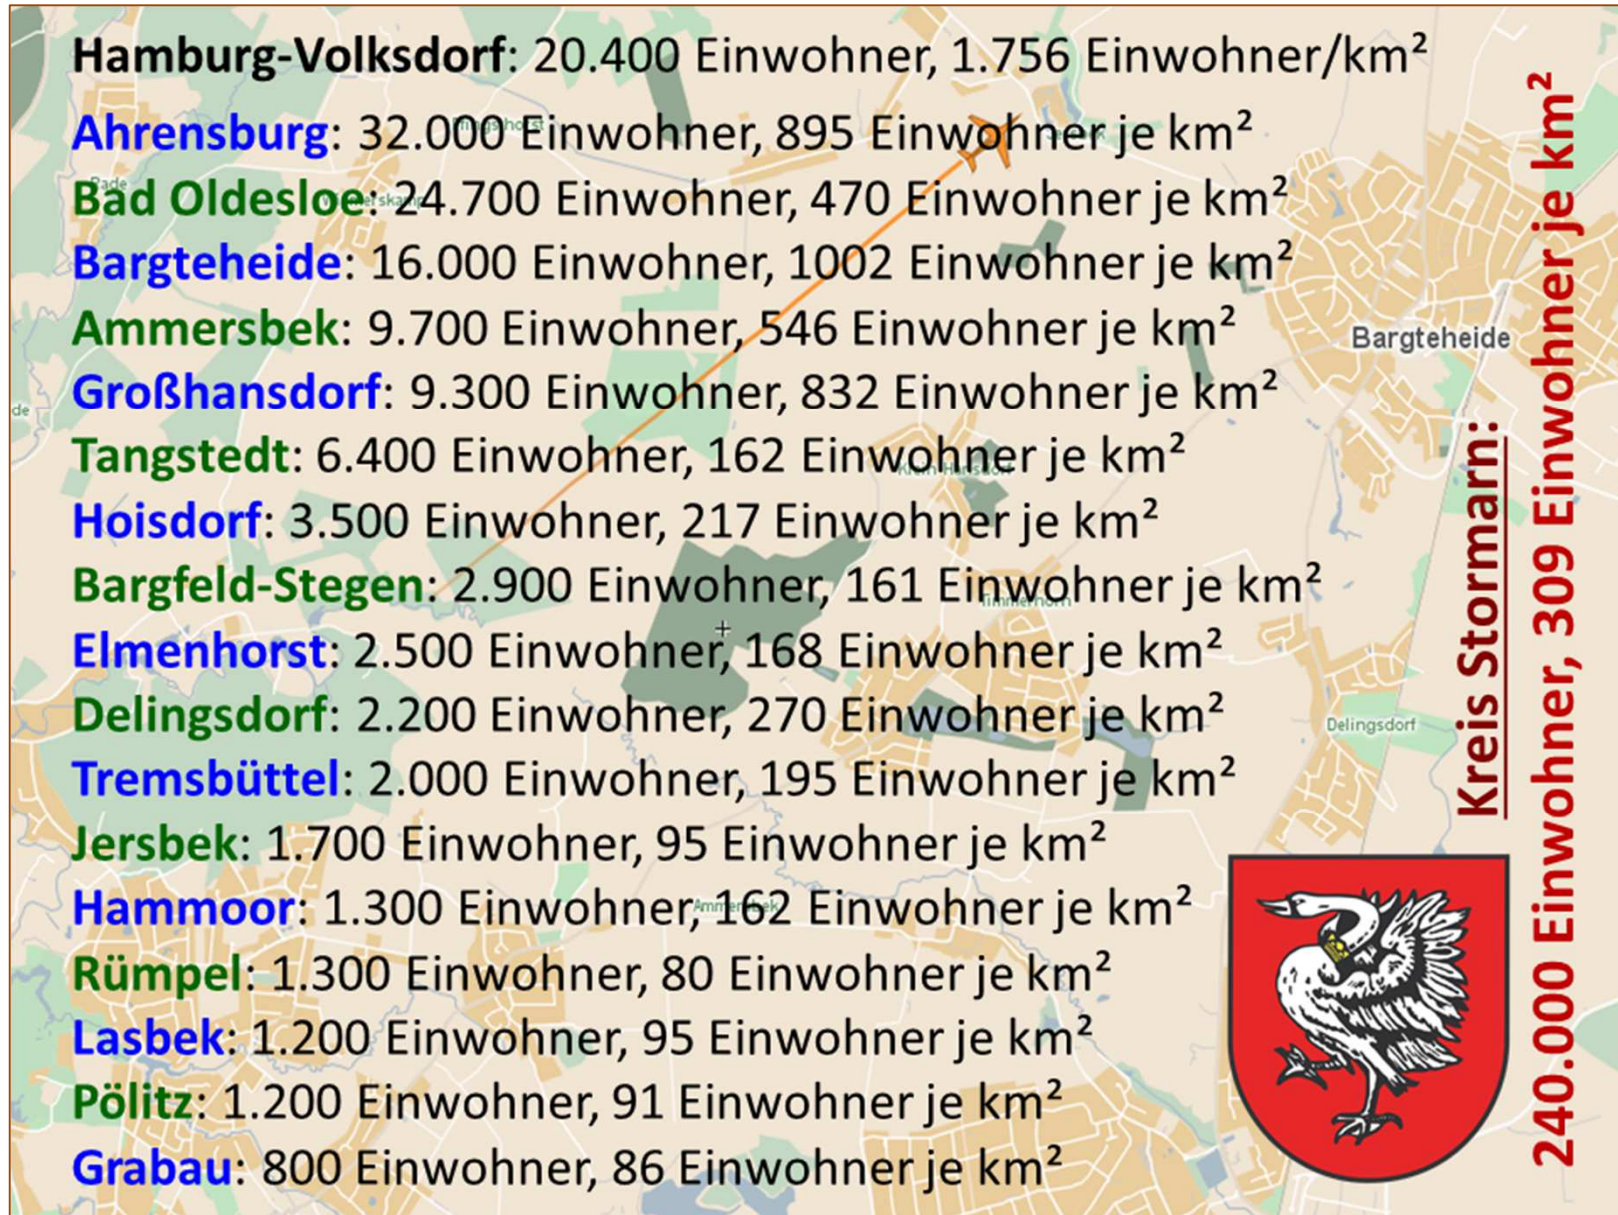 Hamburg-Volksdorf: 20.400 Einwohner, 1.756 Einwohner/km²
Ahrensburg: 32.000 Einwohner, 895 Einwohner je km²
Bad Oldesloe: 24.700 Einwohner, 470 Einwohner je km²
Bargteheide: 16.000 Einwohner, 1002 Einwohner je km²
Ammersbek: 9.700 Einwohner, 546 Einwohner je km²
Großhansdorf: 9.300 Einwohner, 832 Einwohner je km²
Tangstedt: 6.400 Einwohner, 162 Einwohner je km²
Hoisdorf: 3.500 Einwohner, 217 Einwohner je km²
Bargfeld-Stegen: 2.900 Einwohner, 161 Einwohner je km²
Elmenhorst: 2.500 Einwohner, 168 Einwohner je km²
Delingsdorf: 2.200 Einwohner, 270 Einwohner je km²
Tremsbüttel: 2.000 Einwohner, 195 Einwohner je km²
Jersbek: 1.700 Einwohner, 95 Einwohner je km²
Hammoor: 1.300 Einwohner, 162 Einwohner je km²
Rümpel: 1.300 Einwohner, 80 Einwohner je km²
Lasbek: 1.200 Einwohner, 95 Einwohner je km²
Pölitz: 1.200 Einwohner, 91 Einwohner je km²
Grabau: 800 Einwohner, 86 Einwohner je km²
Kreis Stormarn:
240.000 Einwohner, 309 Einwohner je km²
Bargteheide
Delingsdorf
Klein Hansdorf
Timmerhorn
Ammersbek
Rade
de